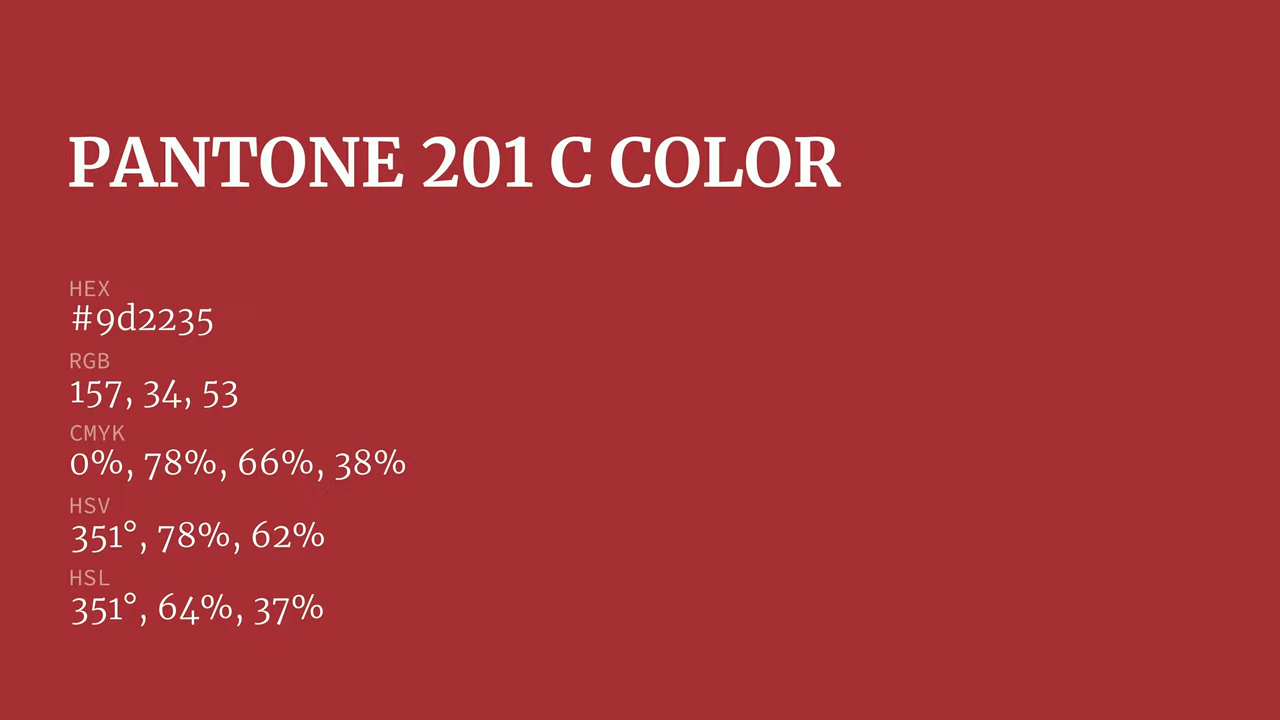 PANTONE 201 C COLOR
HEX
#9d2235
RGB
157, 34, 53
CMYK
0%, 78%, 66%, 38%
HSV
351°, 78%, 62%
HSL
351°, 64%, 37%